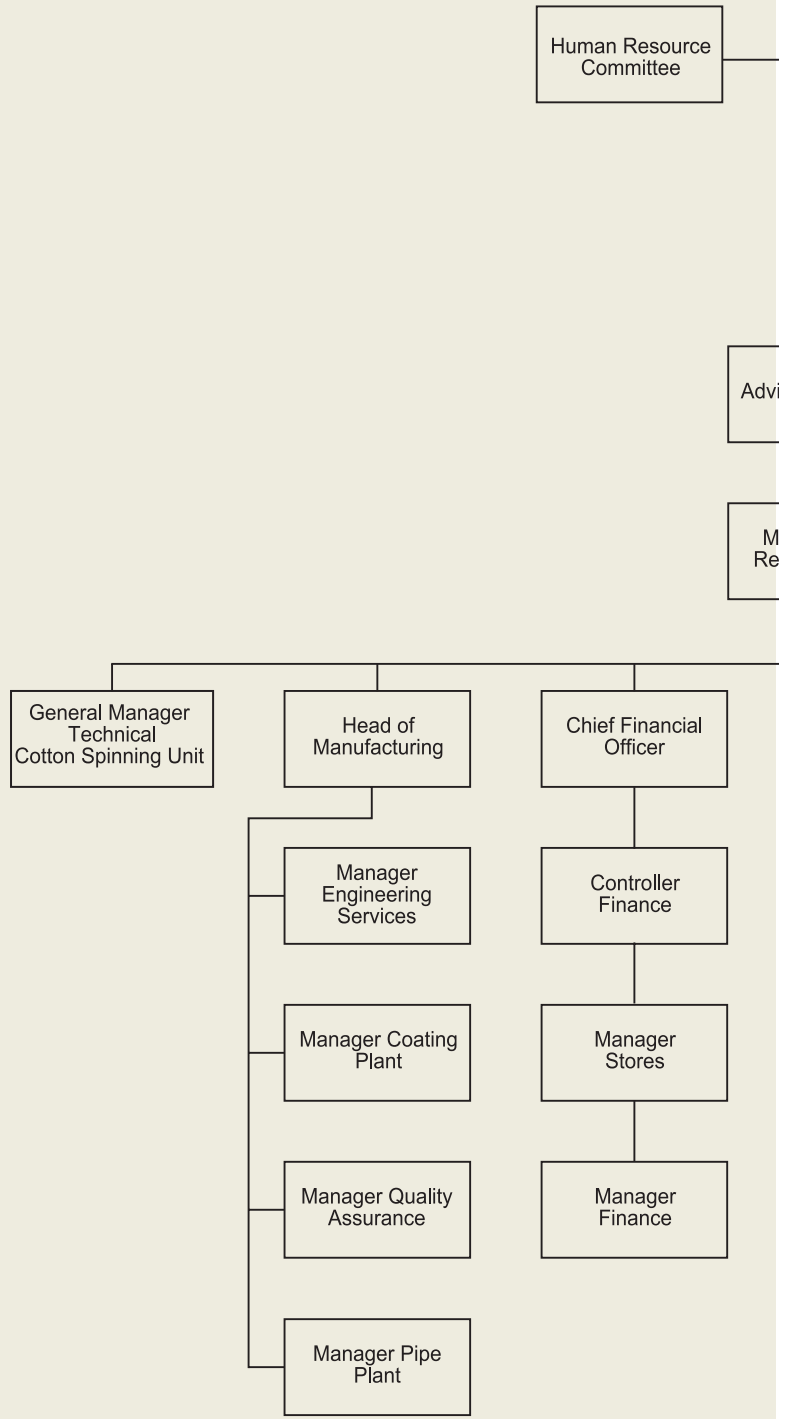 Human Resource
Committee
General Manager
Technical
Cotton Spinning Unit
Head of
Manufacturing
Chief Financial
Officer
Manager
Engineering
Services
Controller
Finance
Manager Coating
Plant
Manager
Stores
Manager Quality
Assurance
Manager
Finance
Manager Pipe
Plant